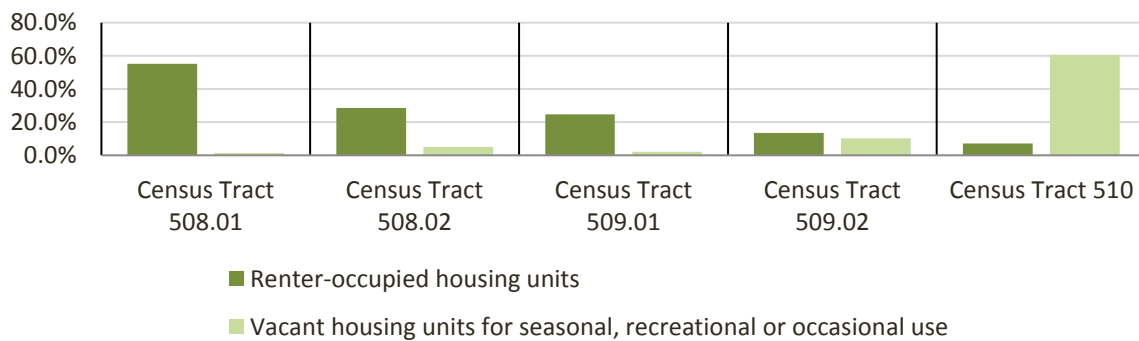 80.0%
60.0%
40.0%
20.0%
0.0%
Census Tract
508.01
Census Tract
508.02
Census Tract
509.01
Census Tract
509.02
Census Tract 510
Renter-occupied housing units
Vacant housing units for seasonal, recreational or occasional use